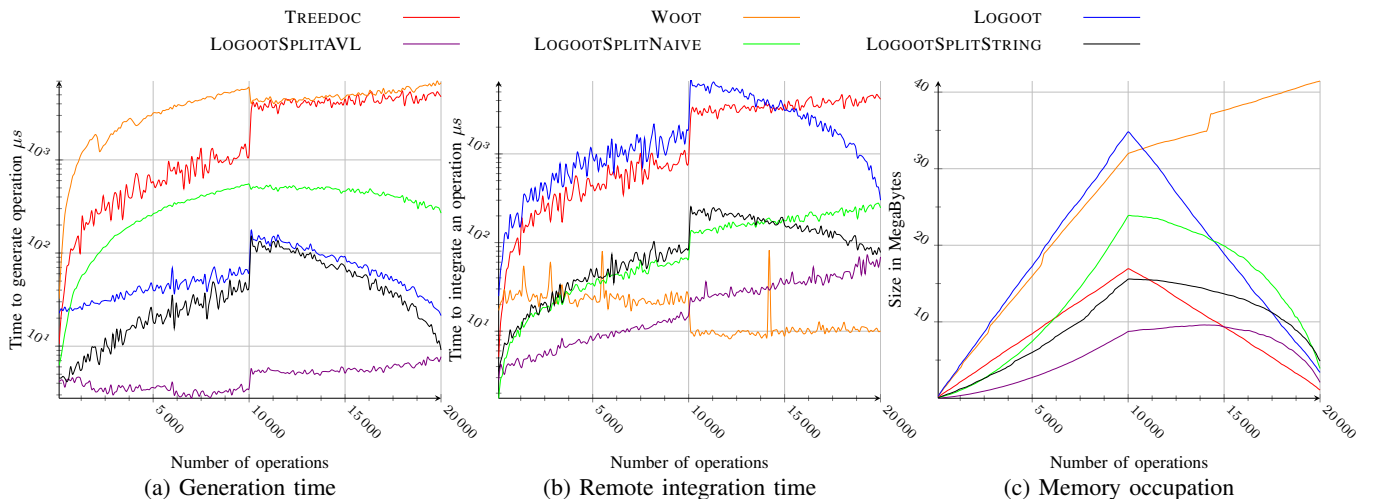 TREEDOC WOOT LOGOOT
LOGOOTSPLITAVL LOGOOTSPLITNAIVE LOGOOTSPLITSTRING
Time to generate operation μs
10³
10²
10¹
5 000
10 000
15 000
20 000
Number of operations
(a) Generation time
Time to integrate an operation μs
10³
10²
10¹
5 000
10 000
15 000
20 000
Number of operations
(b) Remote integration time
Size in MegaBytes
40
30
20
10
5 000
10 000
15 000
20 000
Number of operations
(c) Memory occupation